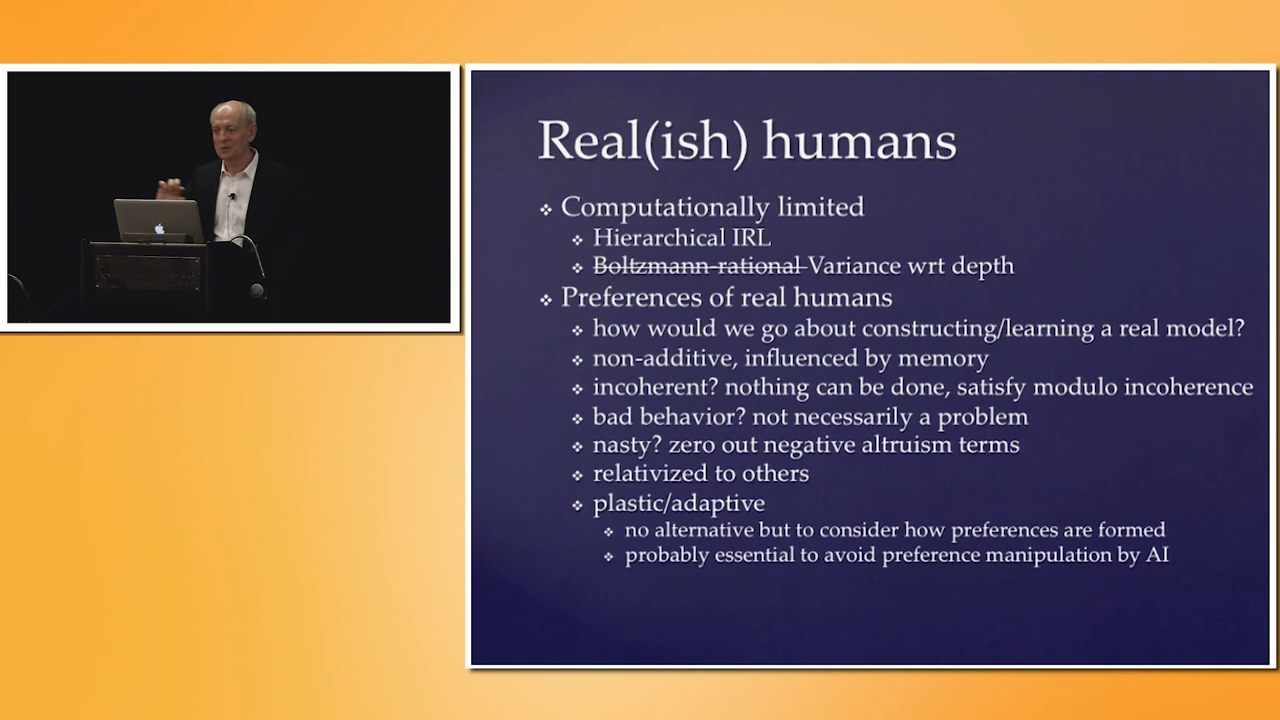 Real(ish) humans
Computationally limited
Hierarchical IRL
Boltzmann-rational Variance wrt depth
Preferences of real humans
how would we go about constructing/learning a real model?
non-additive, influenced by memory
incoherent? nothing can be done, satisfy modulo incoherence
bad behavior? not necessarily a problem
nasty? zero out negative altruism terms
relativized to others
plastic/adaptive
no alternative but to consider how preferences are formed
probably essential to avoid preference manipulation by AI